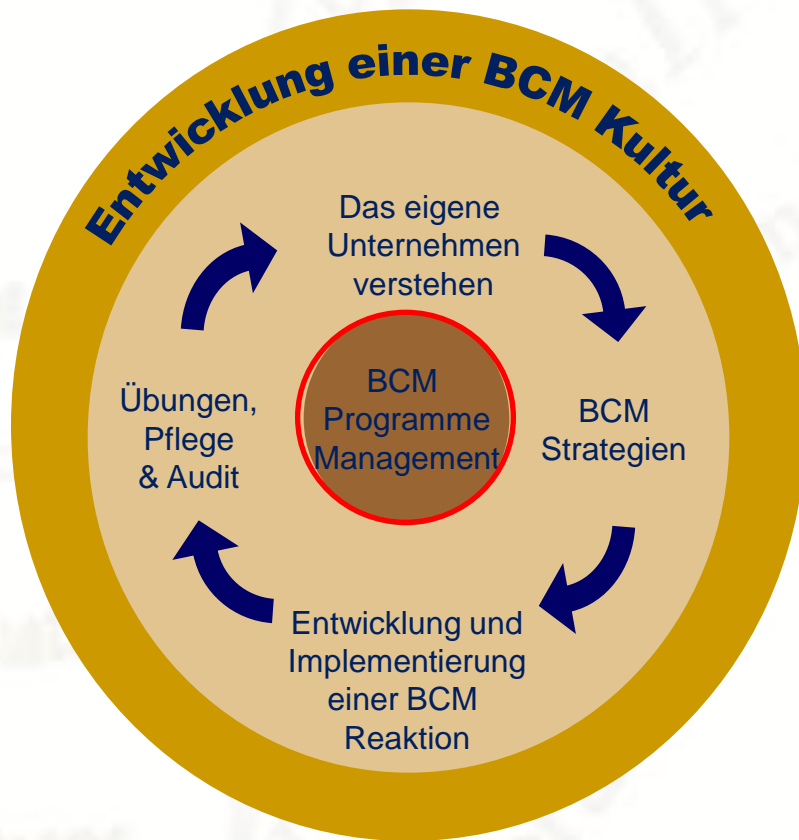 Entwicklung einer BCM Kultur
Das eigene
Unternehmen
verstehen
BCM
Strategien
Entwicklung und
Implementierung
einer BCM
Reaktion
Übungen,
Pflege
& Audit
BCM
Programme
Management